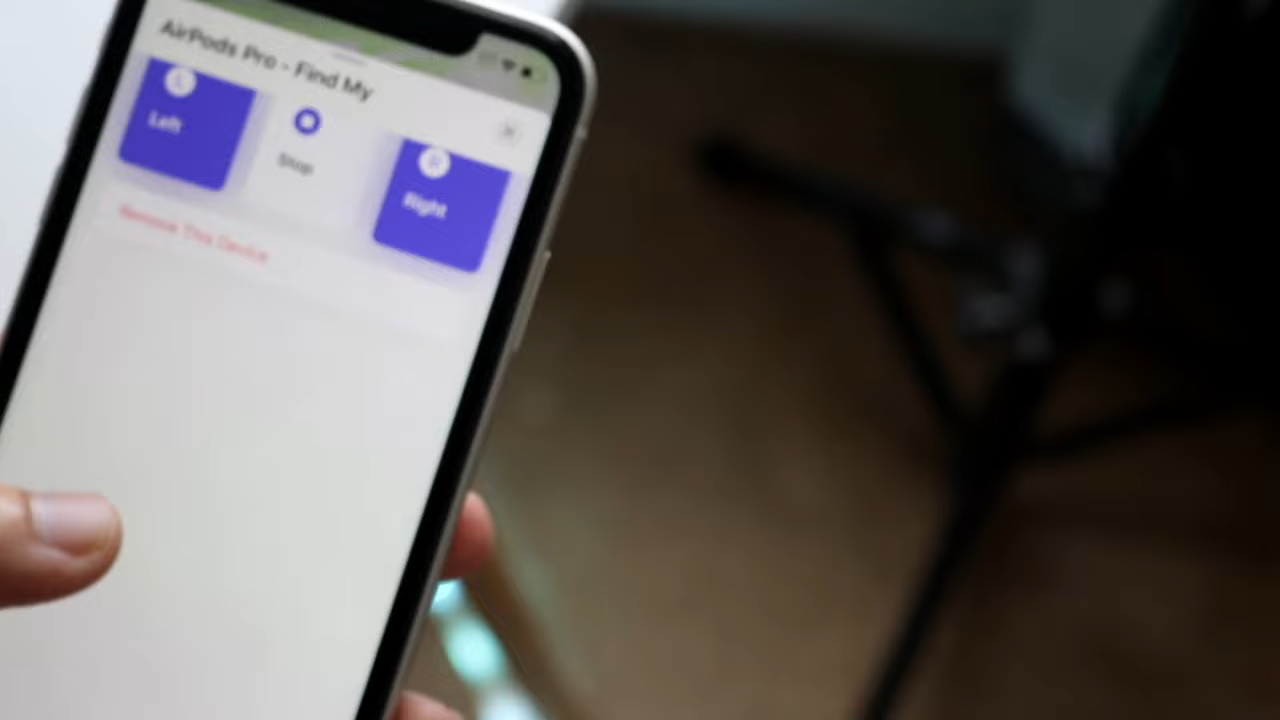 AirPods Pro - Find My
L
Left
Stop
R
Right
Remove This Device